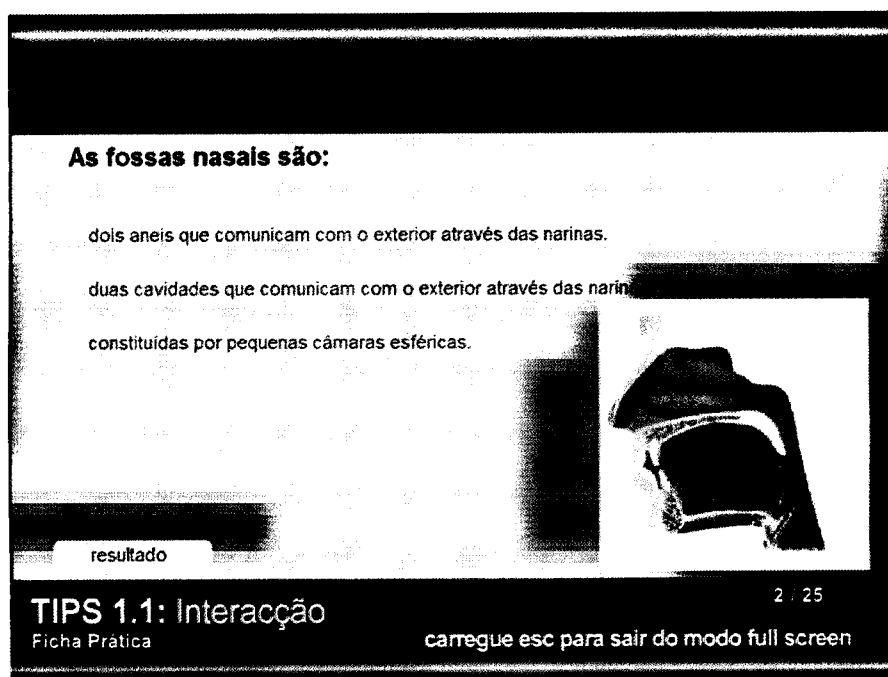 As fossas nasais são:
dois aneis que comunicam com o exterior através das narinas.
duas cavidades que comunicam com o exterior através das narin
constituídas por pequenas câmaras esféricas.
resultado
2 / 25
TIPS 1.1: Interacção
Ficha Prática
carregue esc para sair do modo full screen